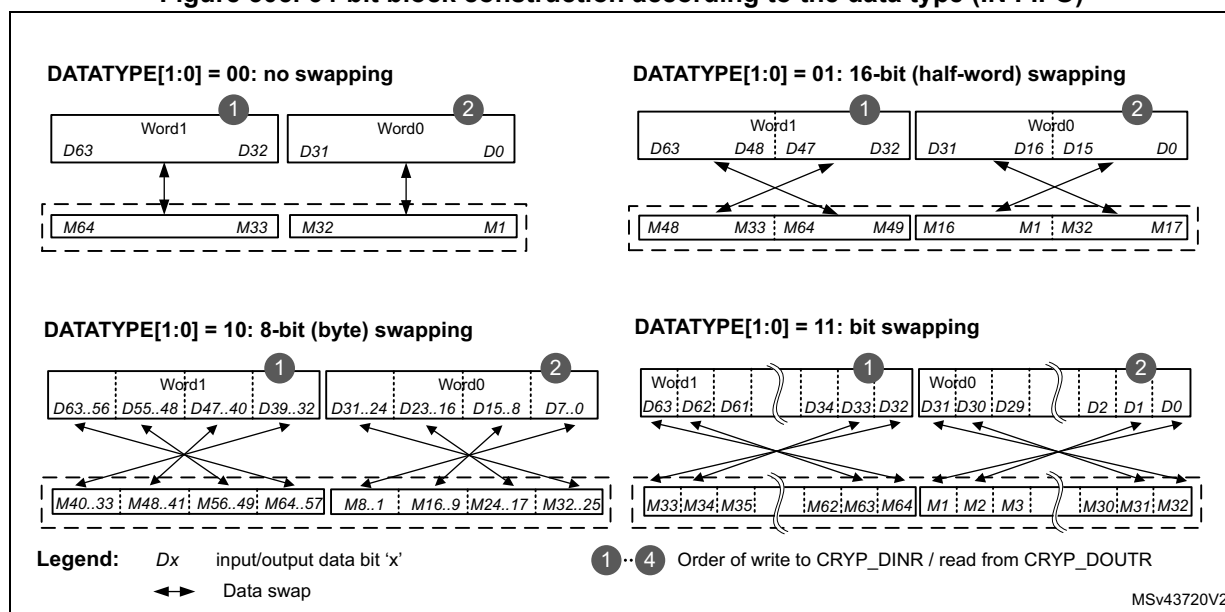 DATATYPE[1:0] = 00: no swapping
1 2
Word1 Word0
D63 D32 D31 D0
M64 M33 M32 M1
DATATYPE[1:0] = 01: 16-bit (half-word) swapping
1 2
Word1 Word0
D63 D48 D47 D32 D31 D16 D15 D0
M48 M33 M64 M49 M16 M1 M32 M17
DATATYPE[1:0] = 10: 8-bit (byte) swapping
1 2
Word1 Word0
D63..56 D55..48 D47..40 D39..32 D31..24 D23..16 D15..8 D7..0
M40..33 M48..41 M56..49 M64..57 M8..1 M16..9 M24..17 M32..25
DATATYPE[1:0] = 11: bit swapping
1 2
Word1 Word0
D63 D62 D61 D34 D33 D32 D31 D30 D29 D2 D1 D0
M33 M34 M35 M62 M63 M64 M1 M2 M3 M30 M31 M32
Legend: Dx input/output data bit ‘x’ 1 ·· 4 Order of write to CRYP_DINR / read from CRYP_DOUTR
Data swap
MSv43720V2